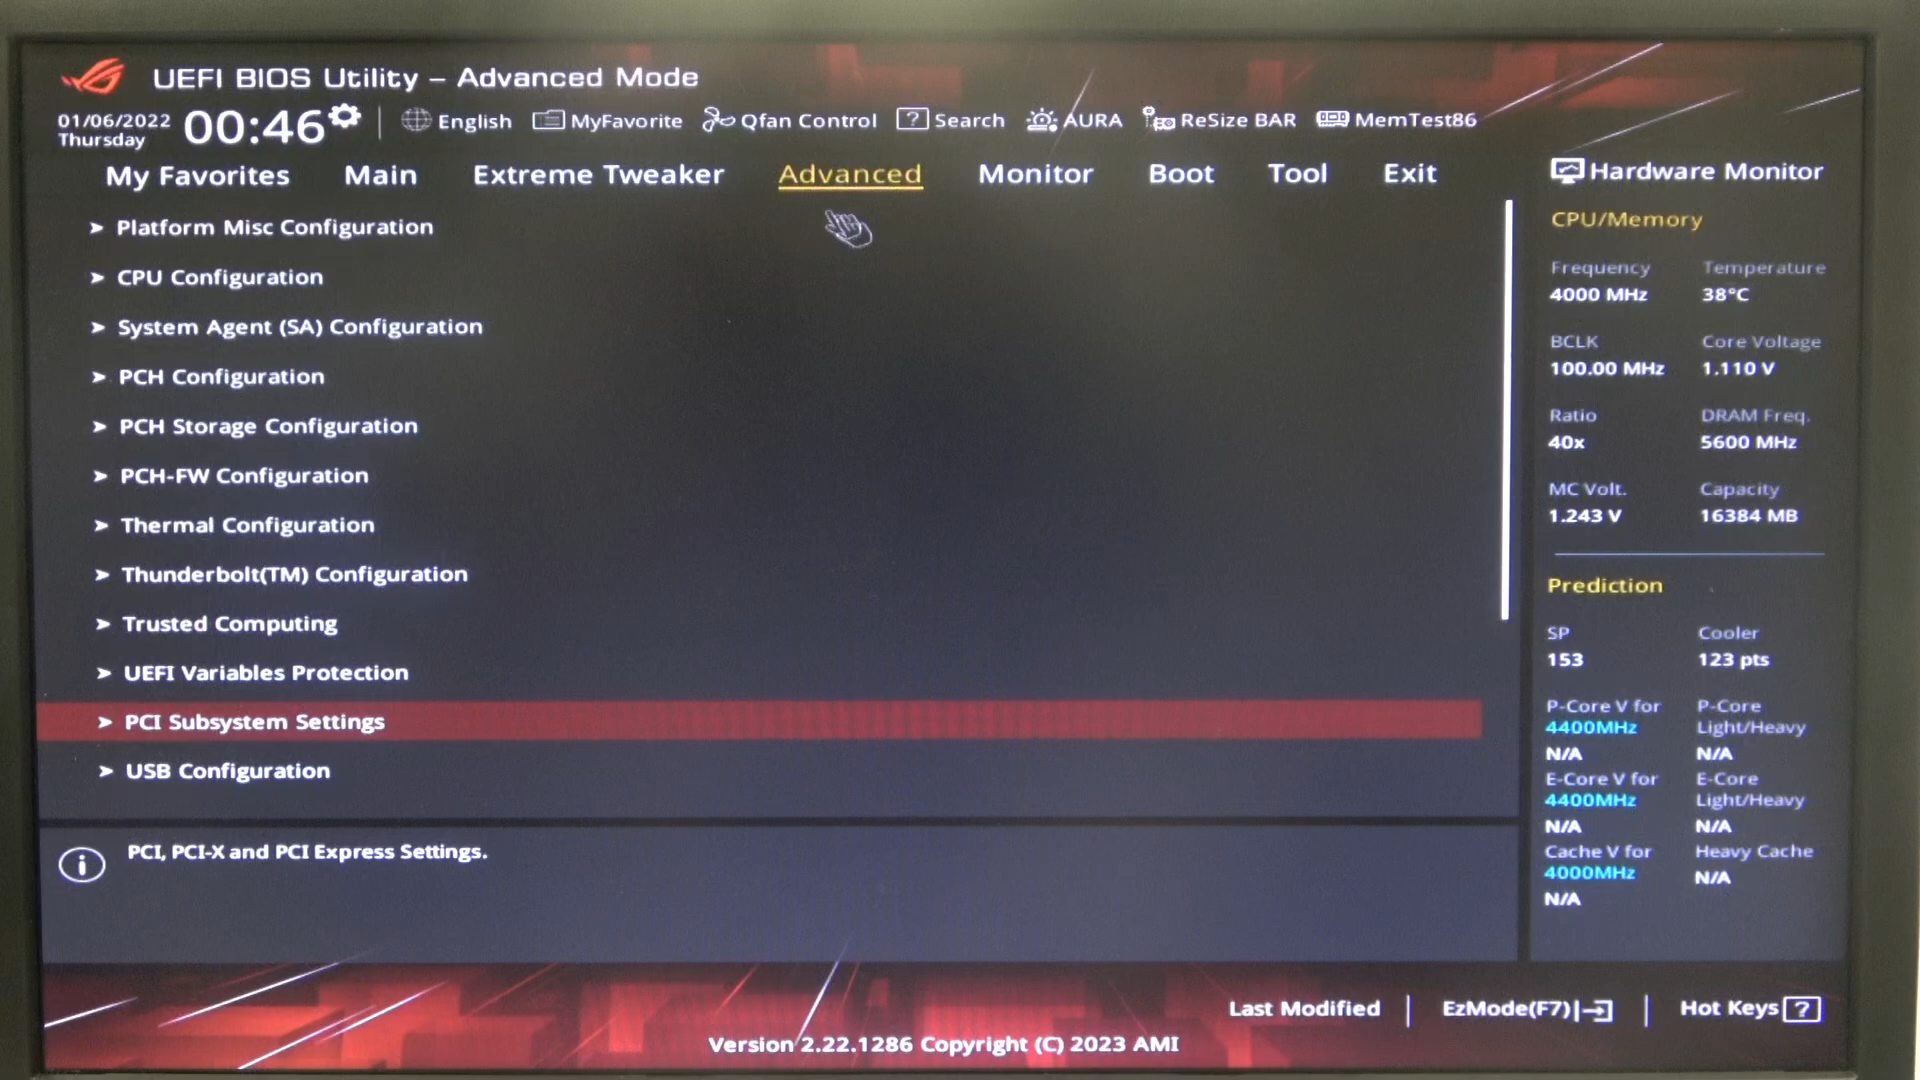 UEFI BIOS Utility – Advanced Mode
01/06/2022
Thursday
00:46
English
MyFavorite
Qfan Control
? Search
AURA
ReSize BAR
MemTest86
My Favorites
Main
Extreme Tweaker
Advanced
Monitor
Boot
Tool
Exit
Platform Misc Configuration
CPU Configuration
System Agent (SA) Configuration
PCH Configuration
PCH Storage Configuration
PCH-FW Configuration
Thermal Configuration
Thunderbolt(TM) Configuration
Trusted Computing
UEFI Variables Protection
PCI Subsystem Settings
USB Configuration
i
PCI, PCI-X and PCI Express Settings.
Hardware Monitor
CPU/Memory
Frequency Temperature
4000 MHz 38°C
BCLK Core Voltage
100.00 MHz 1.110 V
Ratio DRAM Freq.
40x 5600 MHz
MC Volt. Capacity
1.243 V 16384 MB
Prediction
SP Cooler
153 123 pts
P-Core V for P-Core
4400MHz Light/Heavy
N/A N/A
E-Core V for E-Core
4400MHz Light/Heavy
N/A N/A
Cache V for Heavy Cache
4000MHz N/A
N/A
Last Modified
EzMode(F7)
Hot Keys ?
Version 2.22.1286 Copyright (C) 2023 AMI